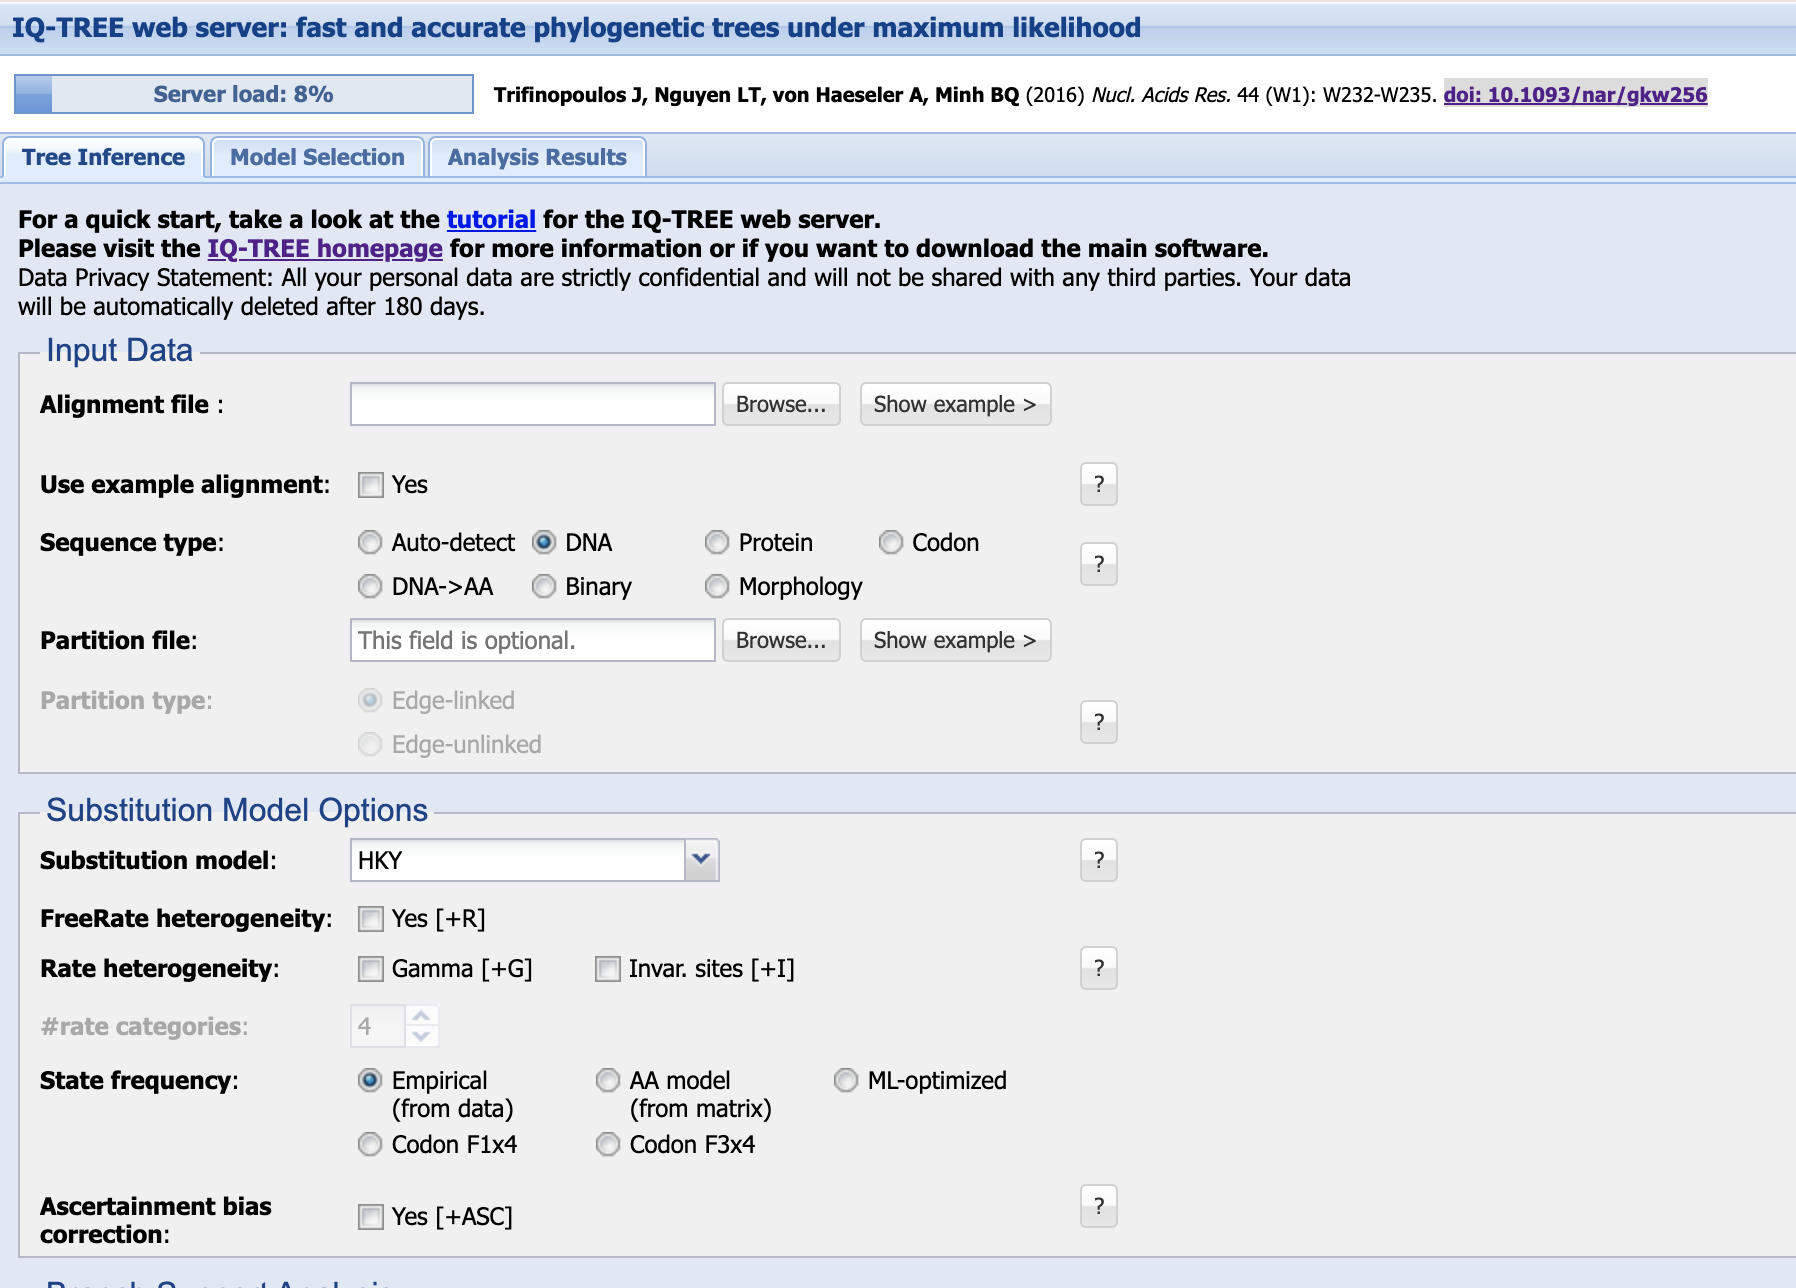 IQ-TREE web server: fast and accurate phylogenetic trees under maximum likelihood
Server load: 8% Trifinopoulos J, Nguyen LT, von Haeseler A, Minh BQ (2016) Nucl. Acids Res. 44 (W1): W232-W235. doi: 10.1093/nar/gkw256
Tree Inference Model Selection Analysis Results
For a quick start, take a look at the tutorial for the IQ-TREE web server.
Please visit the IQ-TREE homepage for more information or if you want to download the main software.
Data Privacy Statement: All your personal data are strictly confidential and will not be shared with any third parties. Your data
will be automatically deleted after 180 days.
Input Data
Alignment file : Browse... Show example >
Use example alignment: Yes ?
Sequence type: Auto-detect DNA Protein Codon
?
DNA->AA Binary Morphology
Partition file: This field is optional. Browse... Show example >
Partition type: Edge-linked
?
Edge-unlinked
Substitution Model Options
Substitution model: HKY ?
FreeRate heterogeneity: Yes [+R]
Rate heterogeneity: Gamma [+G] Invar. sites [+I] ?
#rate categories: 4
State frequency: Empirical AA model ML-optimized
(from data) (from matrix)
Codon F1x4 Codon F3x4
Ascertainment bias ?
correction: Yes [+ASC]